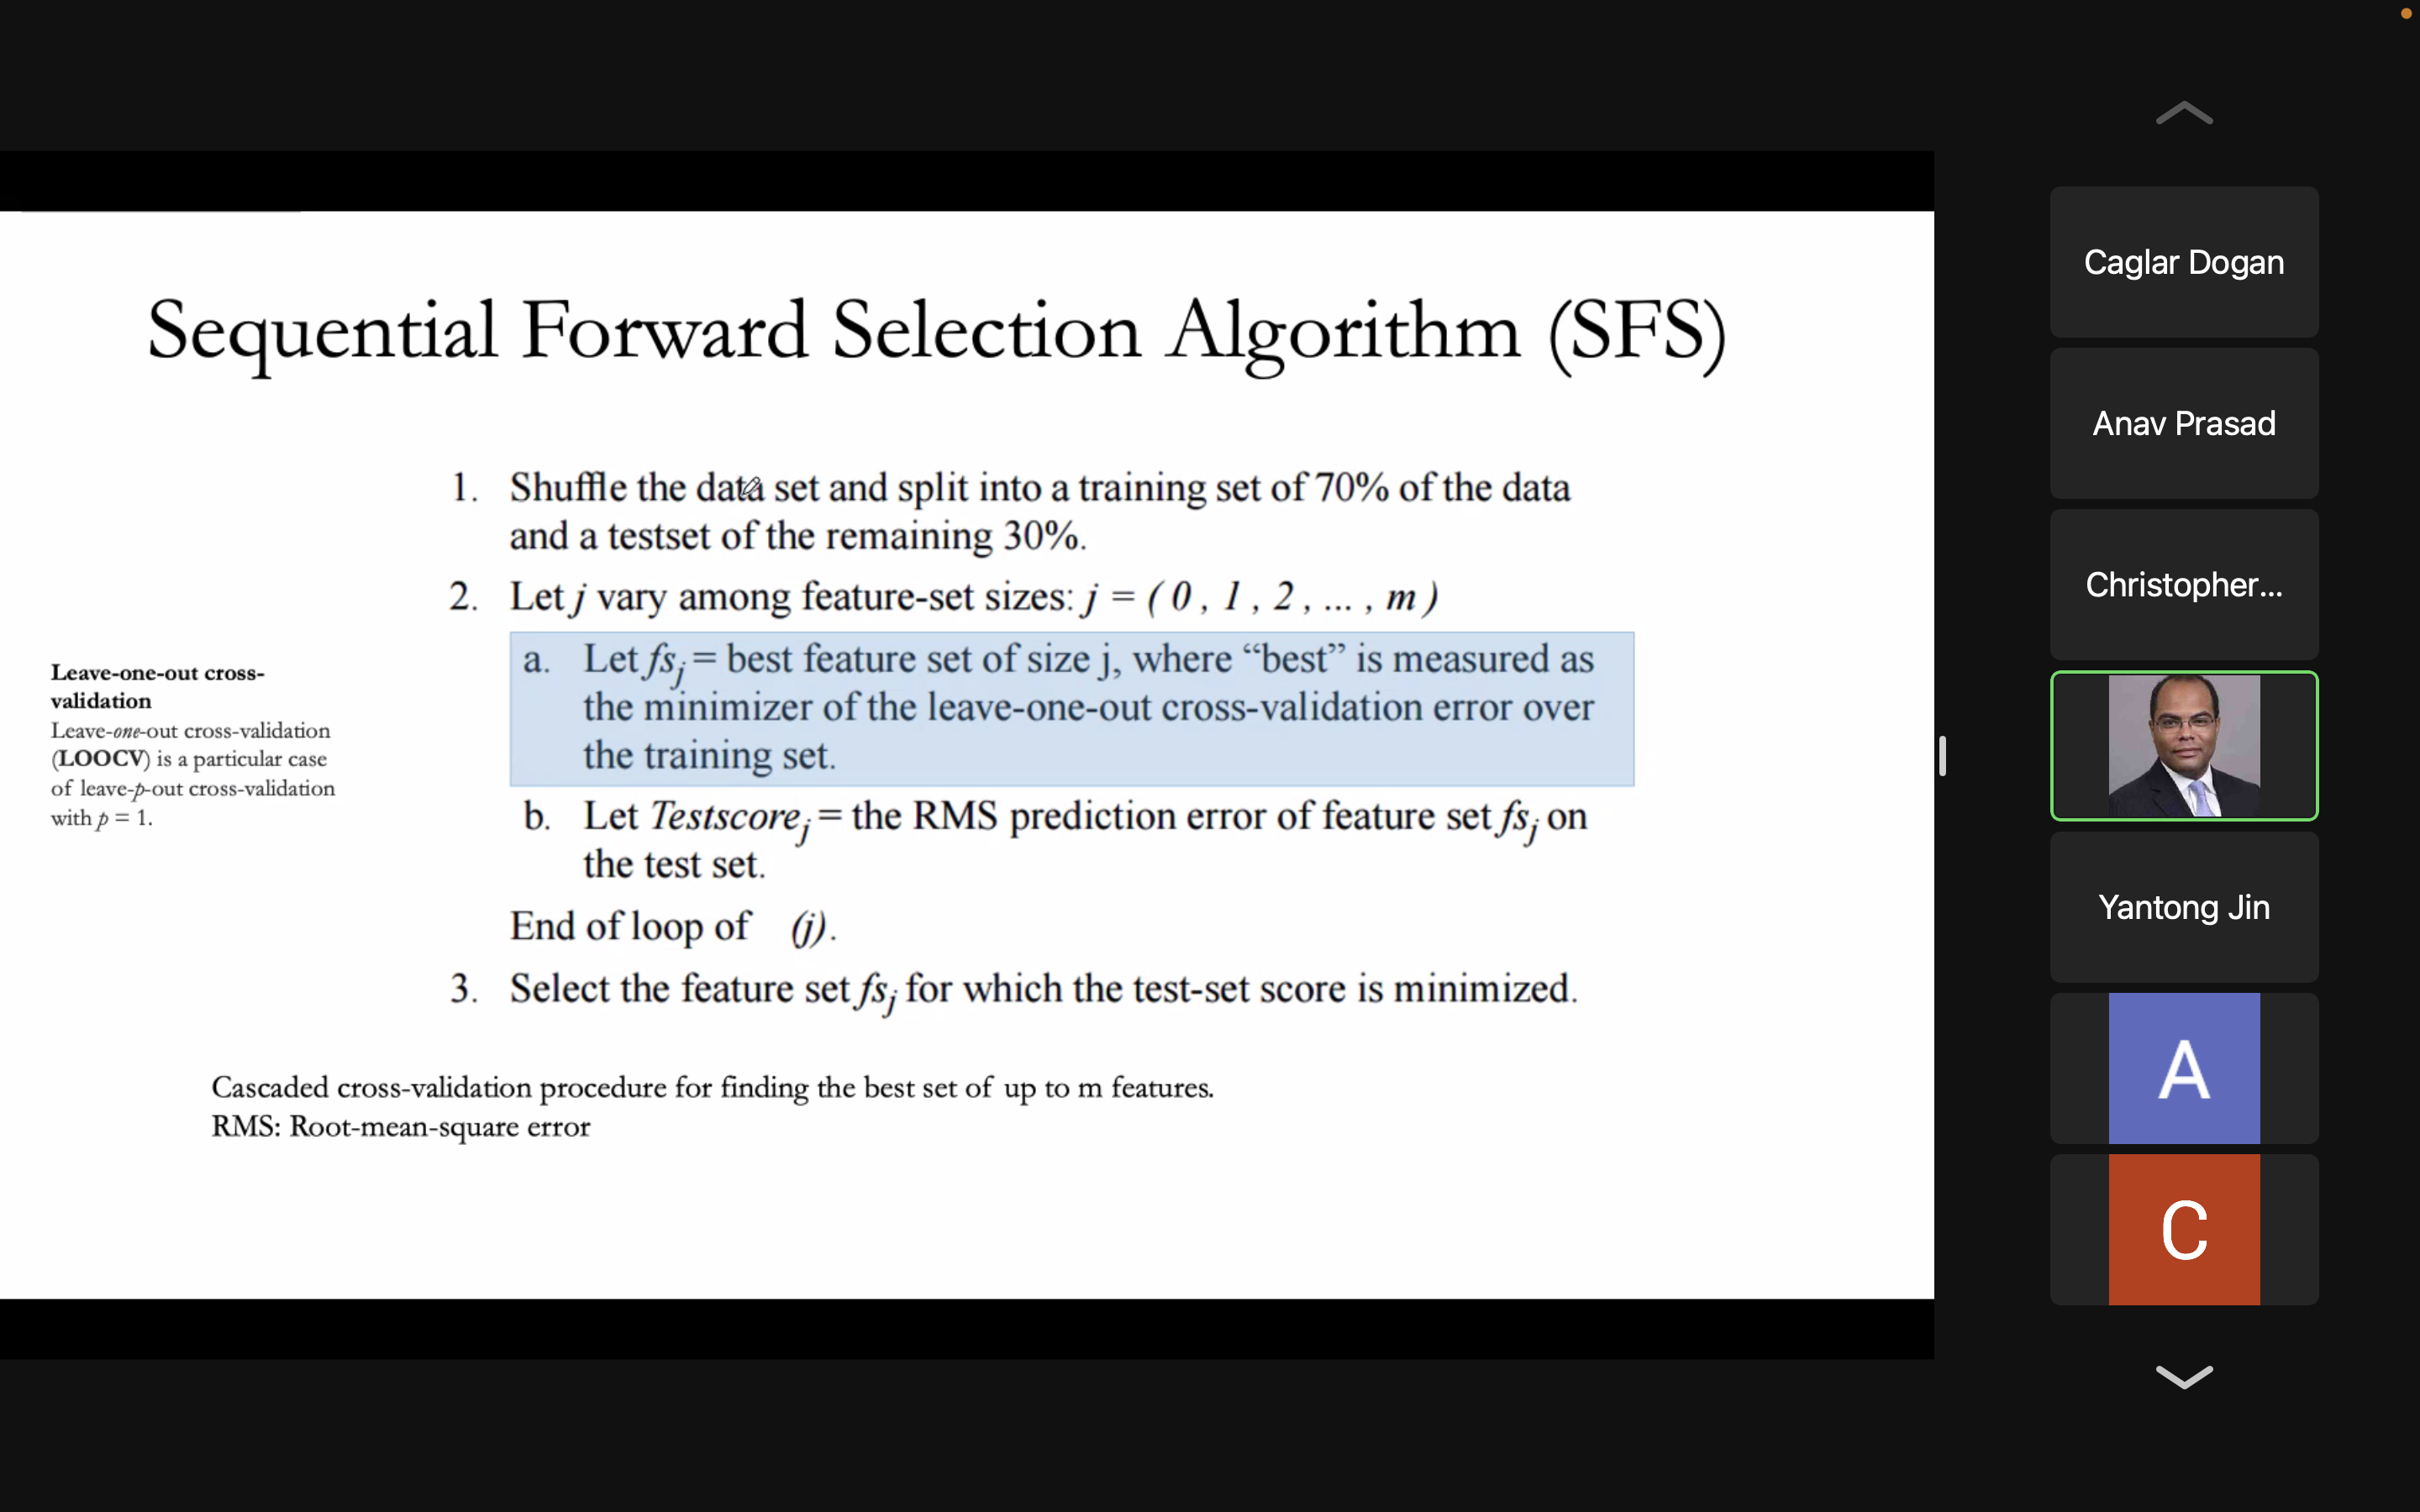 Sequential Forward Selection Algorithm (SFS)
1. Shuffle the data set and split into a training set of 70% of the data
and a testset of the remaining 30%.
2. Let j vary among feature-set sizes: j = ( 0 , 1 , 2 , ... , m )
a. Let fsj = best feature set of size j, where “best” is measured as
the minimizer of the leave-one-out cross-validation error over
the training set.
b. Let Testscorej = the RMS prediction error of feature set fsj on
the test set.
End of loop of (j).
3. Select the feature set fsj for which the test-set score is minimized.
Leave-one-out cross-
validation
Leave-one-out cross-validation
(LOOCV) is a particular case
of leave-p-out cross-validation
with p = 1.
Cascaded cross-validation procedure for finding the best set of up to m features.
RMS: Root-mean-square error
Caglar Dogan
Anav Prasad
Christopher...
Yantong Jin
A
C